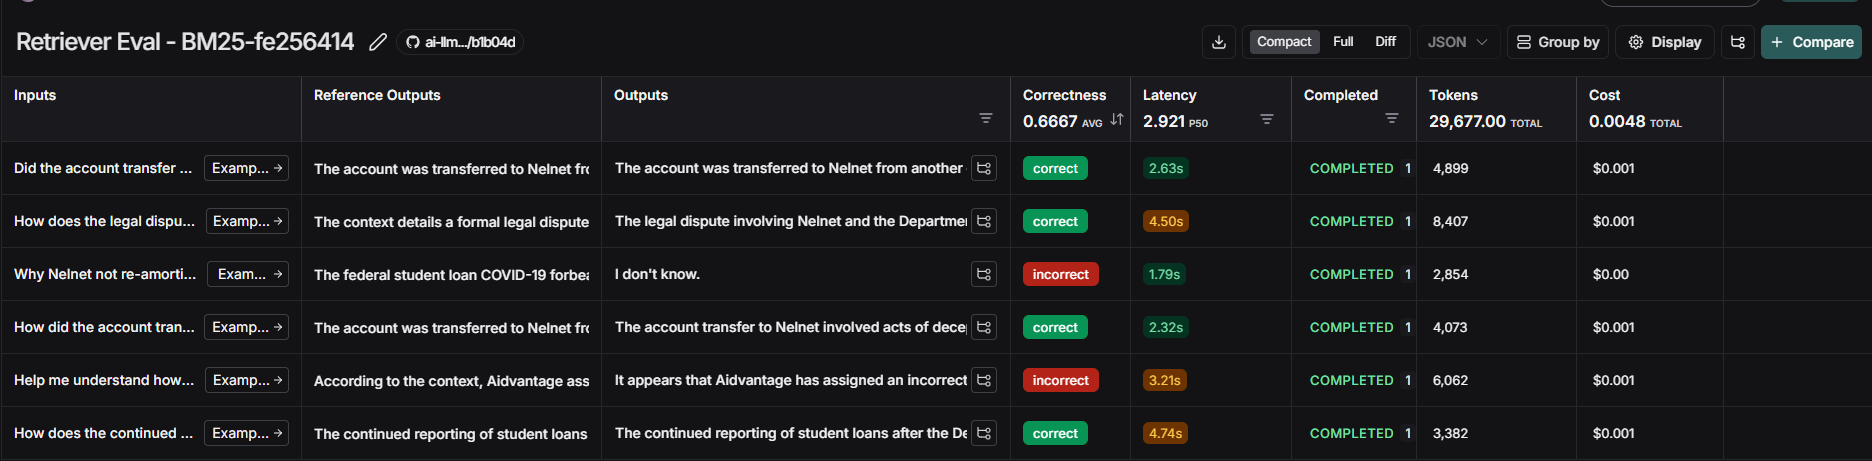 Retriever Eval - BM25-fe256414 ai-llm.../b1b04d Compact Full Diff JSON Group by Display + Compare
Inputs Reference Outputs Outputs Correctness Latency Completed Tokens Cost
0.6667 AVG 2.921 P50 29,677.00 TOTAL 0.0048 TOTAL
Did the account transfer ... Examp... → The account was transferred to Nelnet fro The account was transferred to Nelnet from another correct 2.63s COMPLETED 1 4,899 $0.001
How does the legal dispu... Examp... → The context details a formal legal dispute The legal dispute involving Nelnet and the Departmer correct 4.50s COMPLETED 1 8,407 $0.001
Why Nelnet not re-amorti... Exam... → The federal student loan COVID-19 forbea I don't know. incorrect 1.79s COMPLETED 1 2,854 $0.00
How did the account tran... Examp... → The account was transferred to Nelnet fro The account transfer to Nelnet involved acts of decep correct 2.32s COMPLETED 1 4,073 $0.001
Help me understand how... Examp... → According to the context, Aidvantage ass It appears that Aidvantage has assigned an incorrect incorrect 3.21s COMPLETED 1 6,062 $0.001
How does the continued ... Examp... → The continued reporting of student loans The continued reporting of student loans after the De correct 4.74s COMPLETED 1 3,382 $0.001